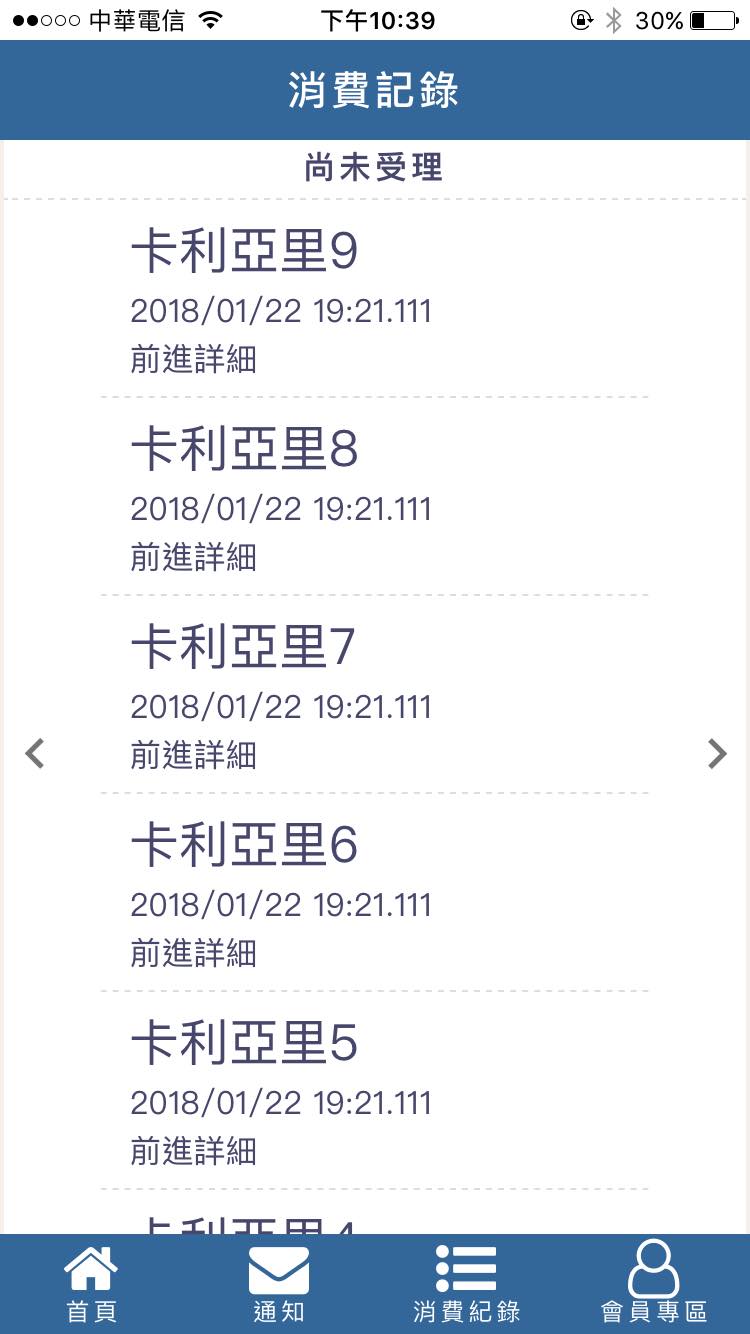 中華電信 下午10:39 30%
消費記錄
尚未受理
卡利亞里9
2018/01/22 19:21.111
前進詳細
卡利亞里8
2018/01/22 19:21.111
前進詳細
卡利亞里7
2018/01/22 19:21.111
前進詳細
卡利亞里6
2018/01/22 19:21.111
前進詳細
卡利亞里5
2018/01/22 19:21.111
前進詳細
卡利亞里4
首頁 通知 消費紀錄 會員專區